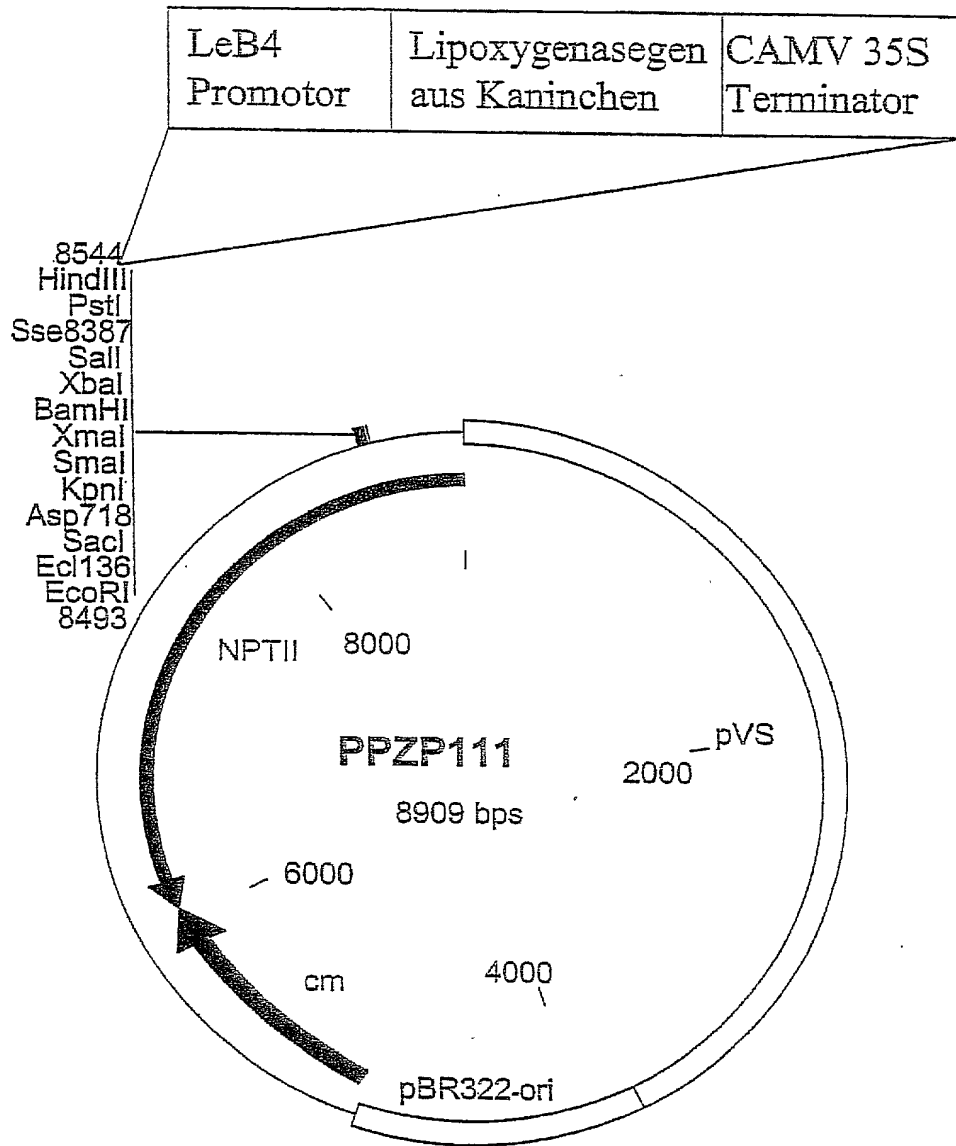 LeB4
Promotor
Lipoxygenasegen
aus Kaninchen
CAMV 35S
Terminator
8544
HindIII
PstI
Sse8387
SalI
XbaI
BamHI
XmaI
SmaI
KpnI
Asp718
SacI
Ecl136
EcoRI
8493
NPTII
8000
PPZP111
8909 bps
pVS
2000
6000
cm
4000
pBR322-ori